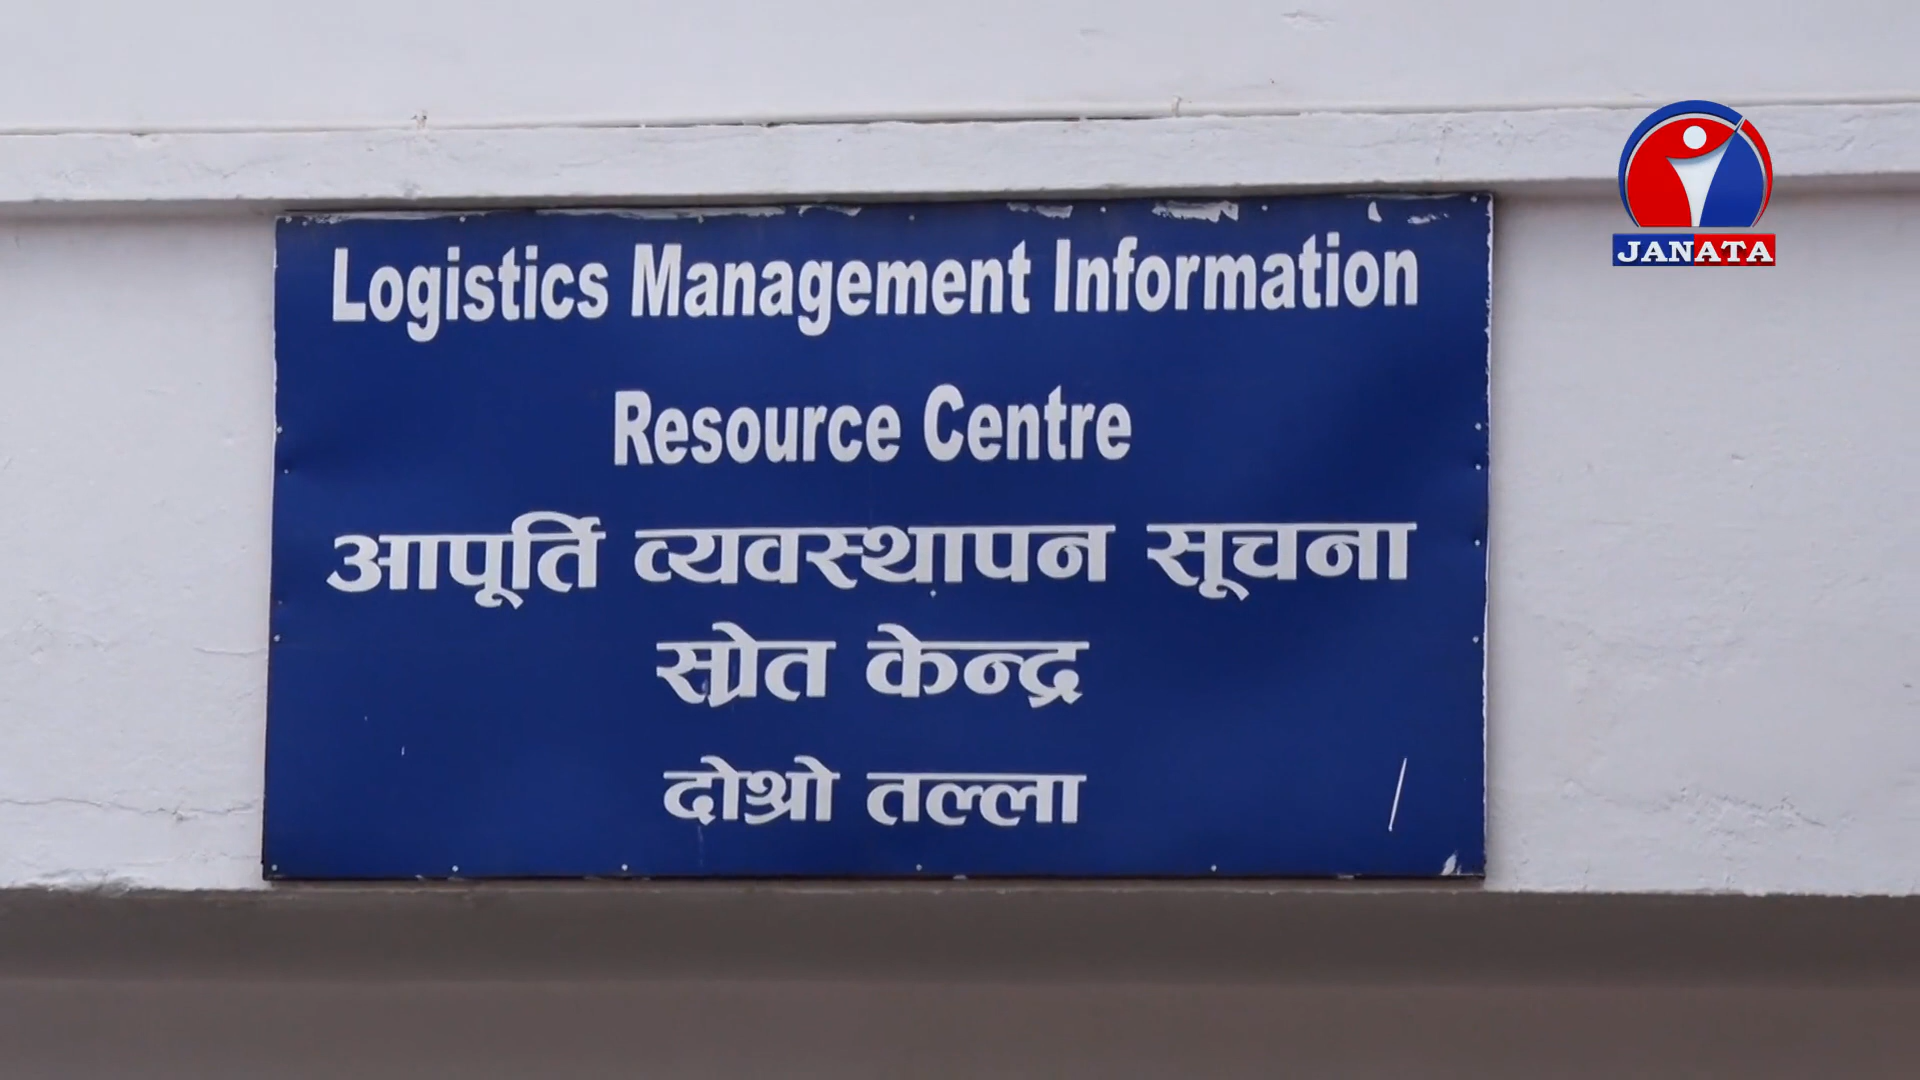 Logistics Management Information
Resource Centre
आपूर्ति व्यवस्थापन सूचना
स्रोत केन्द्र
दोश्रो तल्ला
JANATA